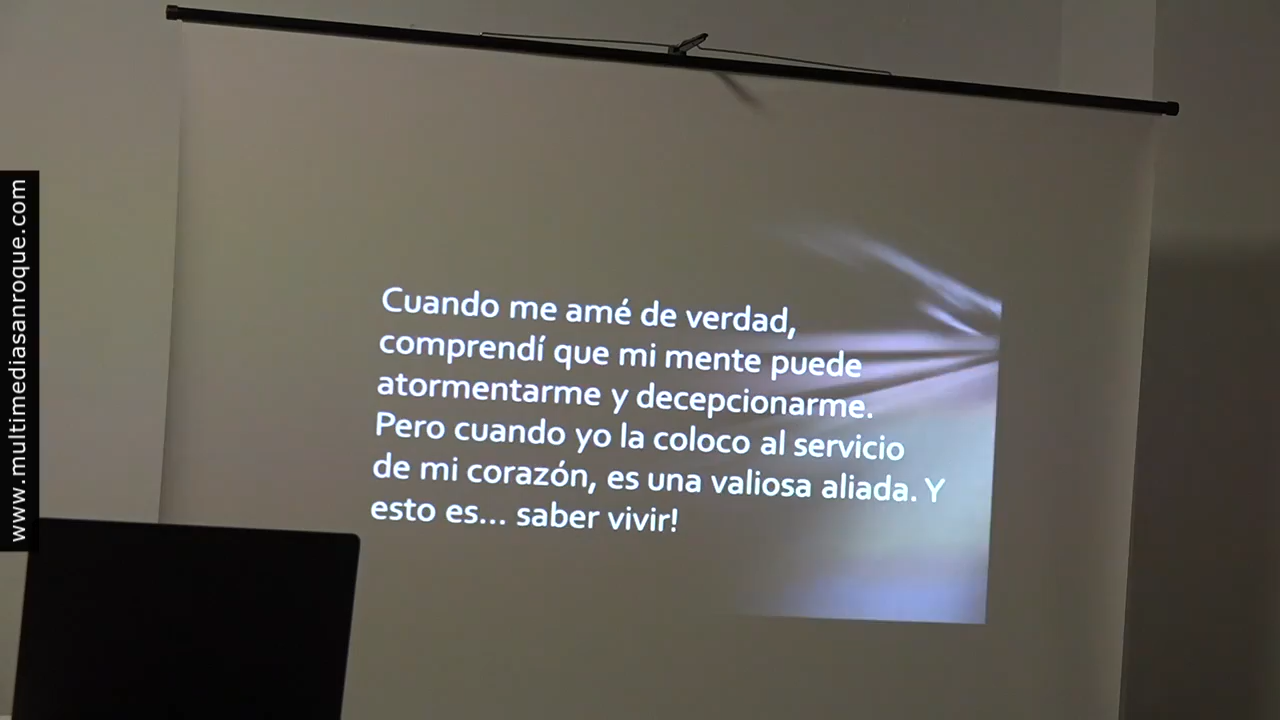 Cuando me amé de verdad,
comprendí que mi mente puede
atormentarme y decepcionarme.
Pero cuando yo la coloco al servicio
de mi corazón, es una valiosa aliada. Y
esto es... saber vivir!
www.multimediasanroque.com